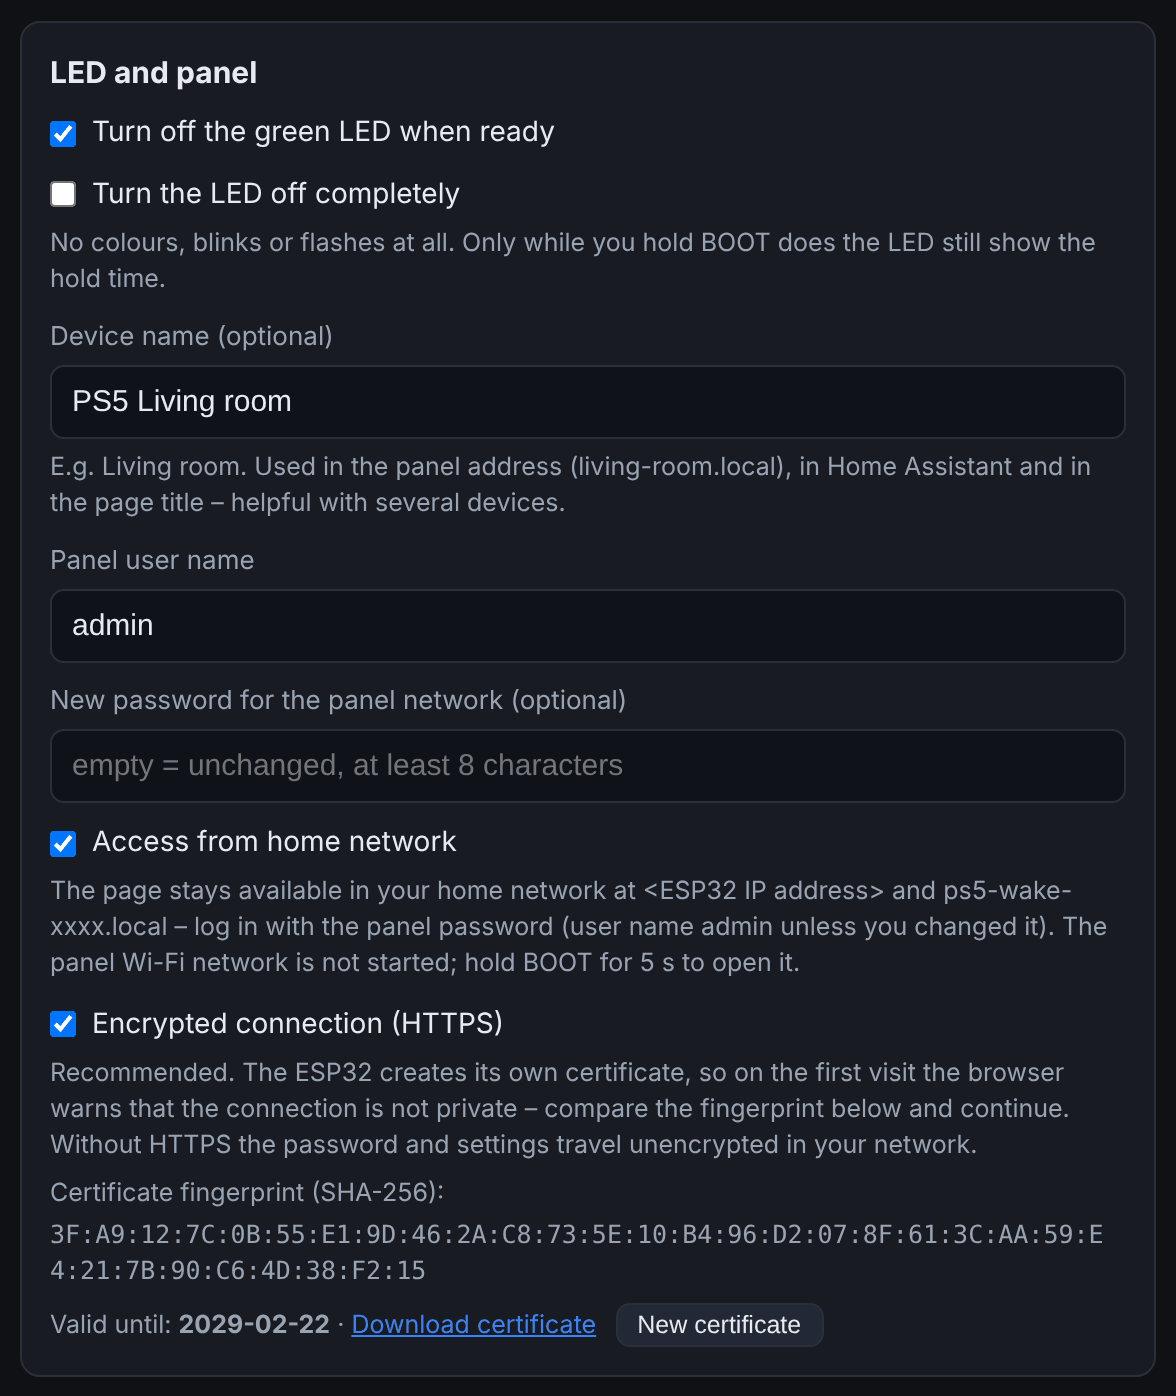 LED and panel
Turn off the green LED when ready
Turn the LED off completely
No colours, blinks or flashes at all. Only while you hold BOOT does the LED still show the
hold time.
Device name (optional)
PS5 Living room
E.g. Living room. Used in the panel address (living-room.local), in Home Assistant and in
the page title – helpful with several devices.
Panel user name
admin
New password for the panel network (optional)
empty = unchanged, at least 8 characters
Access from home network
The page stays available in your home network at <ESP32 IP address> and ps5-wake-
xxxx.local – log in with the panel password (user name admin unless you changed it). The
panel Wi-Fi network is not started; hold BOOT for 5 s to open it.
Encrypted connection (HTTPS)
Recommended. The ESP32 creates its own certificate, so on the first visit the browser
warns that the connection is not private – compare the fingerprint below and continue.
Without HTTPS the password and settings travel unencrypted in your network.
Certificate fingerprint (SHA-256):
3F:A9:12:7C:0B:55:E1:9D:46:2A:C8:73:5E:10:B4:96:D2:07:8F:61:3C:AA:59:E
4:21:7B:90:C6:4D:38:F2:15
Valid until: 2029-02-22 · Download certificate New certificate